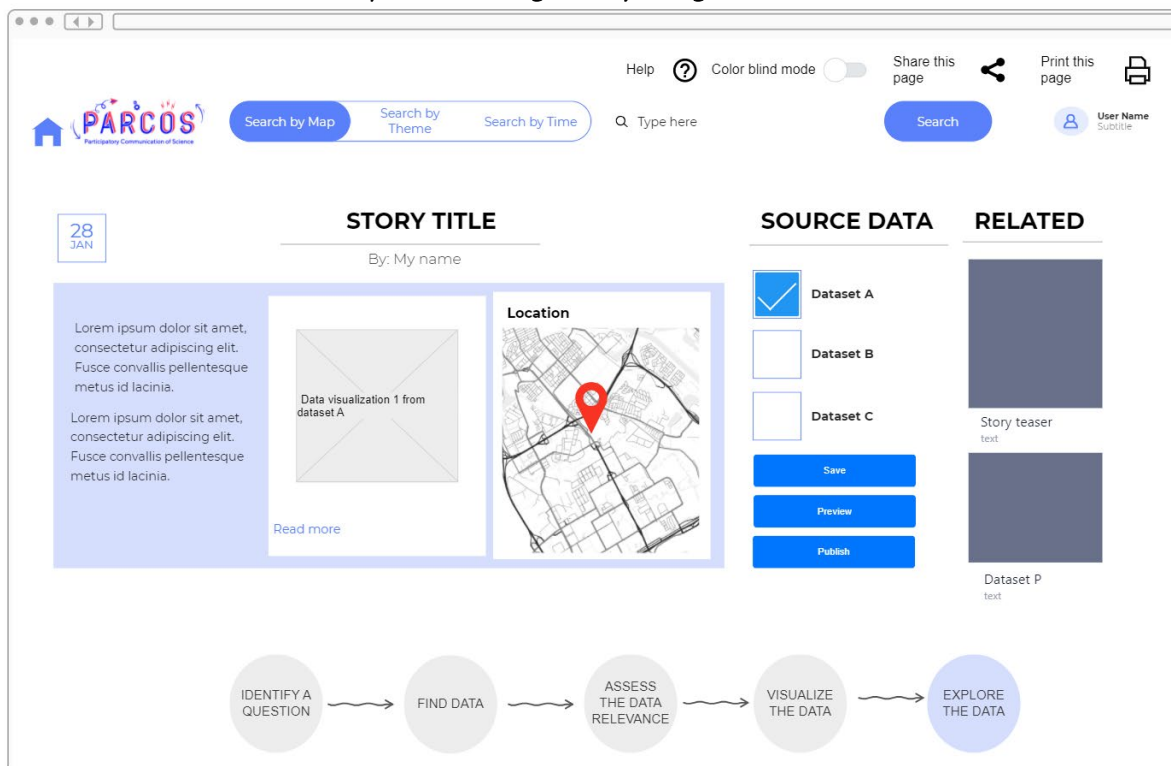 Help
?
Color blind mode
Share this
page
Print this
page
PARCOS
Participatory Communication of Science
Search by Map
Search by
Theme
Search by Time
Type here
Search
User Name
Subtitle
28
JAN
STORY TITLE
By: My name
SOURCE DATA
RELATED
Lorem ipsum dolor sit amet,
consectetur adipiscing elit.
Fusce convallis pellentesque
metus id lacinia.
Lorem ipsum dolor sit amet,
consectetur adipiscing elit.
Fusce convallis pellentesque
metus id lacinia.
Data visualization 1 from
dataset A
Read more
Location
Dataset A
Dataset B
Dataset C
Save
Preview
Publish
Story teaser
text
Dataset P
text
IDENTIFY A
QUESTION
FIND DATA
ASSESS
THE DATA
RELEVANCE
VISUALIZE
THE DATA
EXPLORE
THE DATA